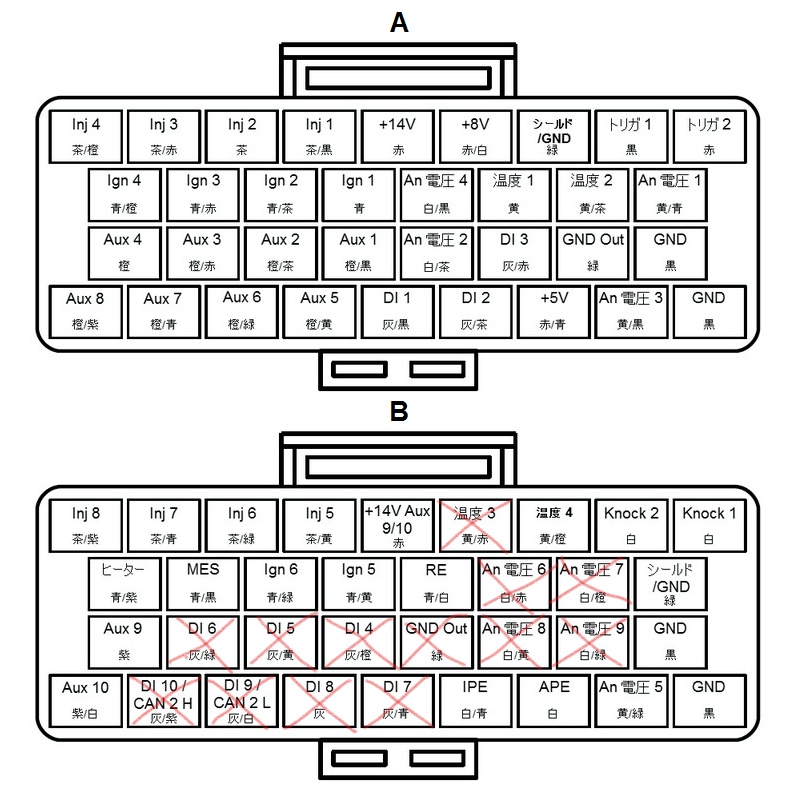 A
Inj 4 Inj 3 Inj 2 Inj 1 +14V +8V シールド/GND トリガ 1 トリガ 2
茶/橙 茶/赤 茶 茶/黒 赤 赤/白 緑 黒 赤
Ign 4 Ign 3 Ign 2 Ign 1 An 電圧 4 温度 1 温度 2 An 電圧 1
青/橙 青/赤 青/茶 青 白/黒 黄 黄/茶 黄/青
Aux 4 Aux 3 Aux 2 Aux 1 An 電圧 2 DI 3 GND Out GND
橙 橙/赤 橙/茶 橙/黒 白/茶 灰/赤 緑 黒
Aux 8 Aux 7 Aux 6 Aux 5 DI 1 DI 2 +5V An 電圧 3 GND
橙/紫 橙/青 橙/緑 橙/黄 灰/黒 灰/茶 赤/青 黄/黒 黒
B
Inj 8 Inj 7 Inj 6 Inj 5 +14V Aux 9/10 温度 3 温度 4 Knock 2 Knock 1
茶/紫 茶/青 茶/緑 茶/黄 赤 黄/赤 黄/橙 白 白
ヒーター MES Ign 6 Ign 5 RE An 電圧 6 An 電圧 7 シールド/GND
青/紫 青/黒 青/緑 青/黄 青/白 白/赤 白/橙 緑
Aux 9 DI 6 DI 5 DI 4 GND Out An 電圧 8 An 電圧 9 GND
紫 灰/緑 灰/黄 灰/橙 緑 白/黄 白/緑 黒
Aux 10 DI 10 / CAN 2 H DI 9 / CAN 2 L DI 8 DI 7 IPE APE An 電圧 5 GND
紫/白 灰/紫 灰/白 灰 灰/青 白/青 白 黄/緑 黒